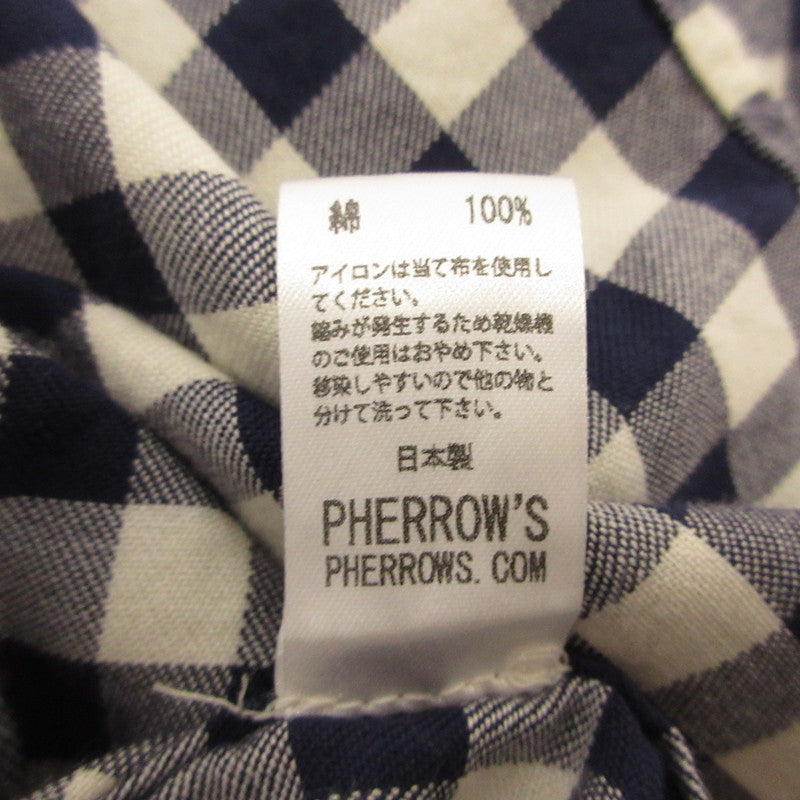 綿 100%
アイロンは当て布を使用し
てください。
縮みが発生するため乾燥機
のご使用はおやめ下さい。
移染しやすいので他の物と
分けて洗って下さい。
日本製
PHERROW'S
PHERROWS.COM